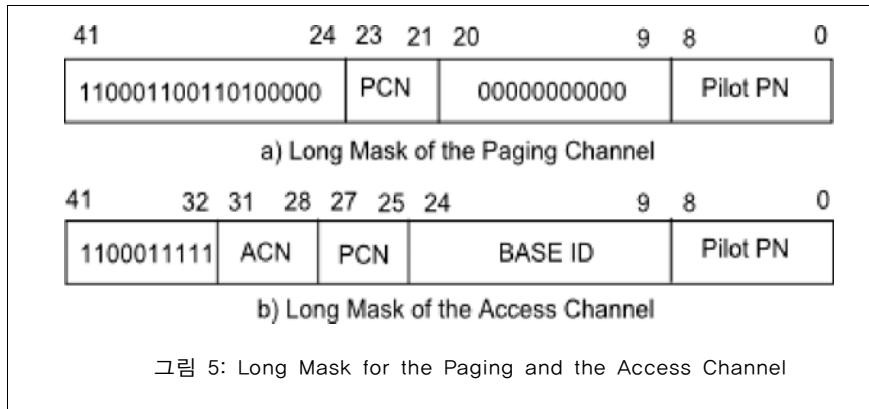 41 24 23 21 20 9 8 0
110001100110100000 PCN 00000000000 Pilot PN
a) Long Mask of the Paging Channel
41 32 31 28 27 25 24 9 8 0
1100011111 ACN PCN BASE ID Pilot PN
b) Long Mask of the Access Channel
그림 5: Long Mask for the Paging and the Access Channel